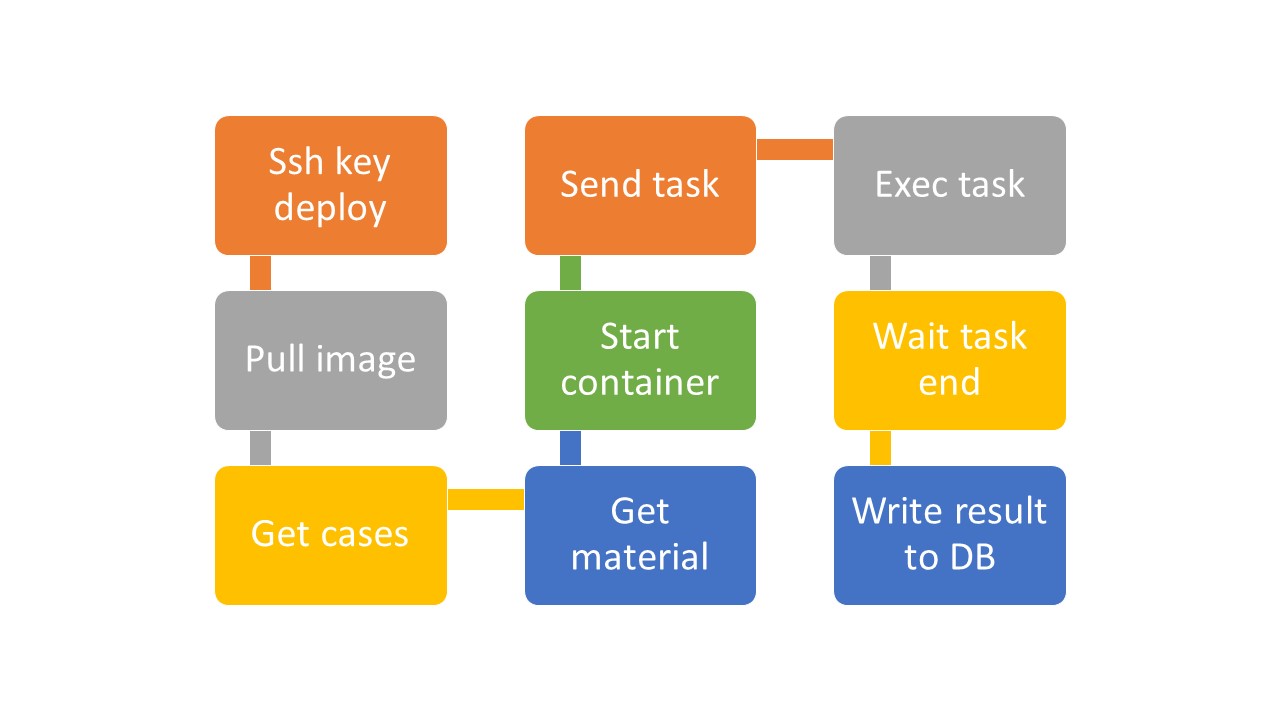 Ssh key
deploy
Pull image
Get cases
Get
material
Start
container
Send task
Exec task
Wait task
end
Write result
to DB